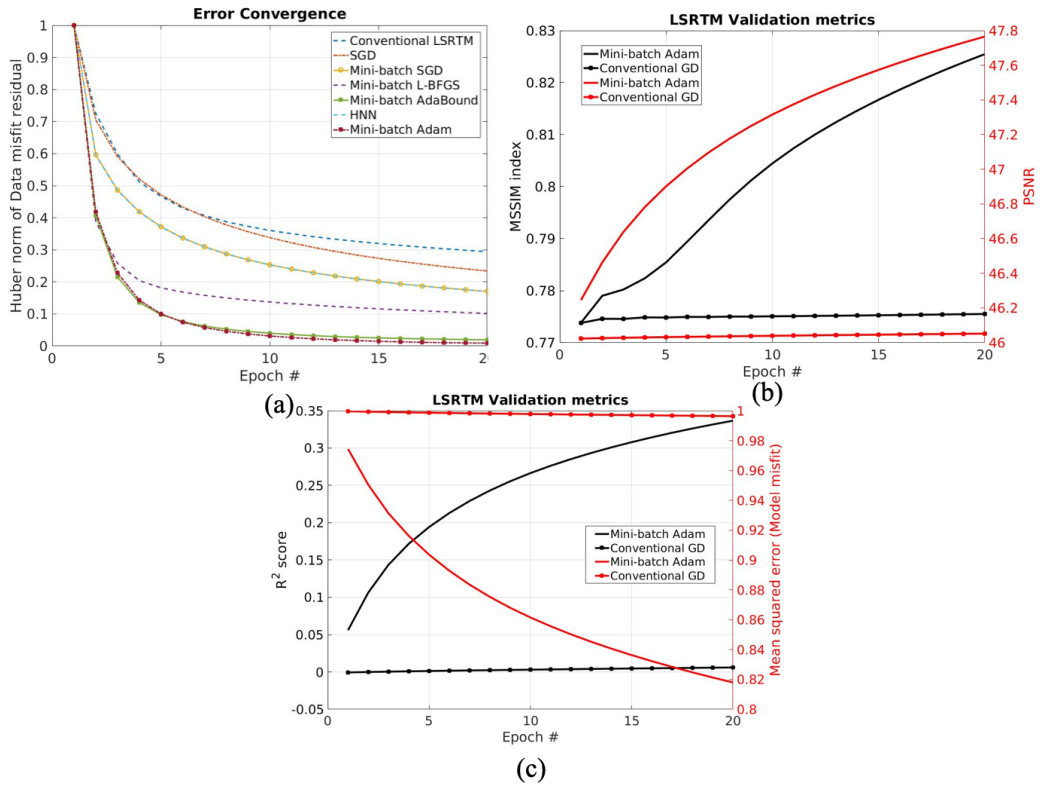 Error Convergence
Huber norm of Data misfit residual
1
0.9
0.8
0.7
0.6
0.5
0.4
0.3
0.2
0.1
0
Conventional LSRTM
SGD
Mini-batch SGD
Mini-batch L-BFGS
Mini-batch AdaBound
HNN
Mini-batch Adam
0
5
10
15
20
Epoch #
(a)
LSRTM Validation metrics
MSSIM index
0.83
0.82
0.81
0.8
0.79
0.78
0.77
Mini-batch Adam
Conventional GD
Mini-batch Adam
Conventional GD
47.8
47.6
47.4
47.2
47
46.8
46.6
46.4
46.2
46
PSNR
0
5
10
15
20
Epoch #
(b)
LSRTM Validation metrics
R² score
0.35
0.3
0.25
0.2
0.15
0.1
0.05
0
-0.05
Mini-batch Adam
Conventional GD
Mini-batch Adam
Conventional GD
1
0.98
0.96
0.94
0.92
0.9
0.88
0.86
0.84
0.82
0.8
Mean squared error (Model misfit)
0
5
10
15
20
Epoch #
(c)